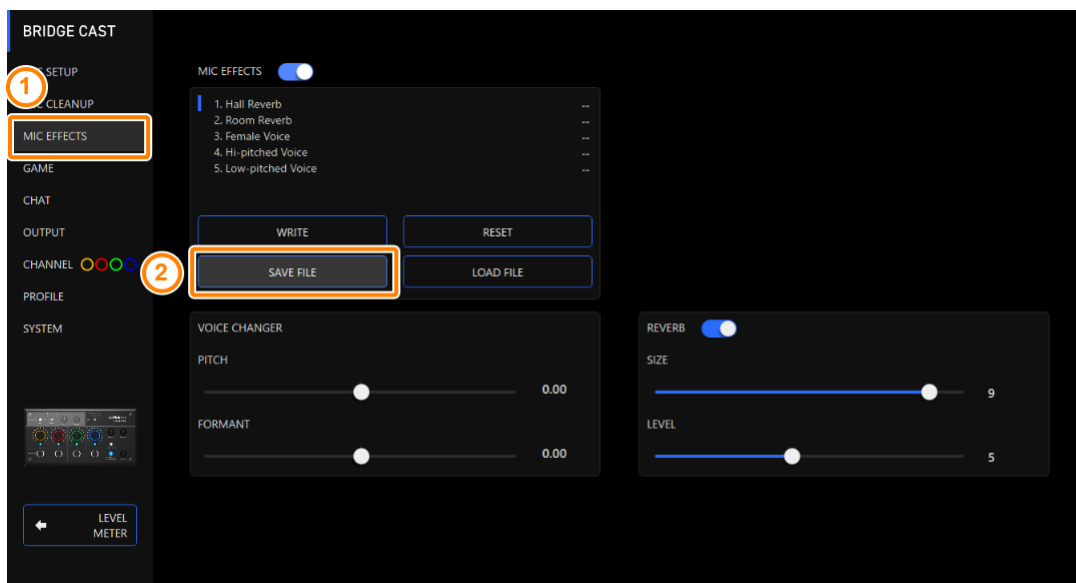 BRIDGE CAST
SETUP
1
CLEANUP
MIC EFFECTS
GAME
CHAT
OUTPUT
CHANNEL
PROFILE
SYSTEM
LEVEL
METER
MIC EFFECTS
1. Hall Reverb ...
2. Room Reverb ...
3. Female Voice ...
4. Hi-pitched Voice ...
5. Low-pitched Voice ...
WRITE RESET
2
SAVE FILE LOAD FILE
VOICE CHANGER
PITCH
0.00
FORMANT
0.00
REVERB
SIZE
9
LEVEL
5